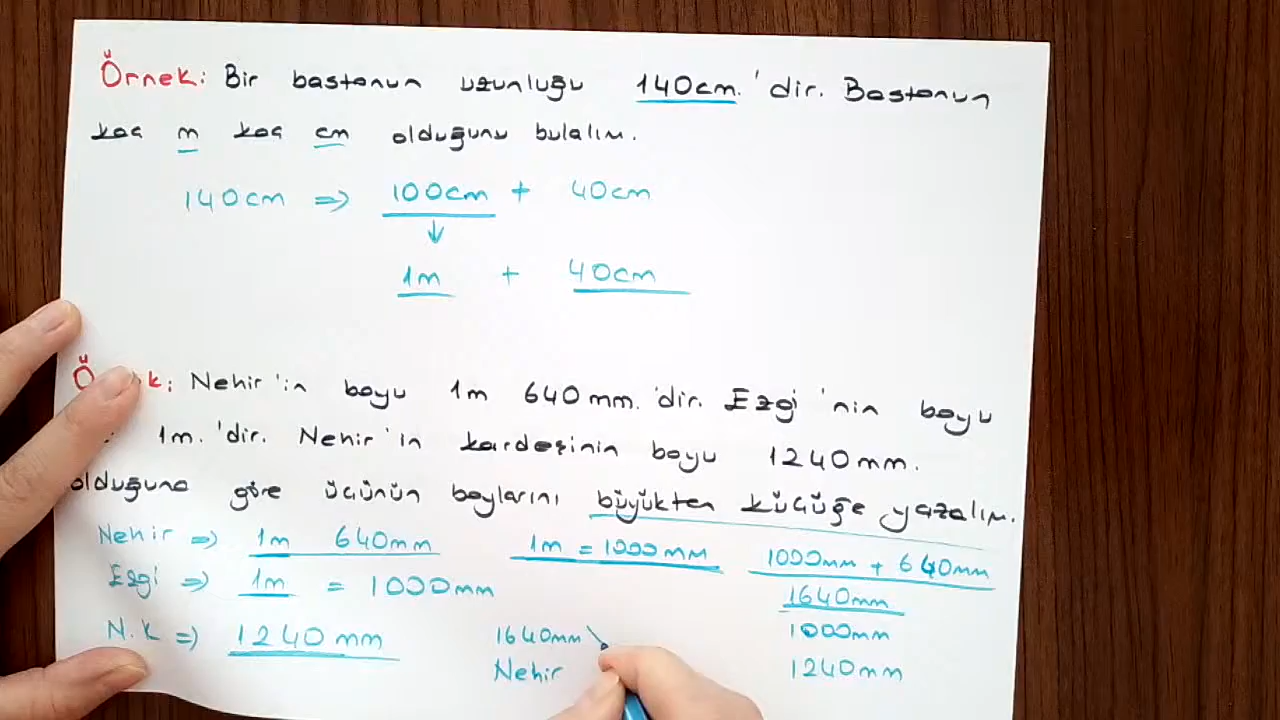 Örnek: Bir bastonun uzunluğu 140cm.'dir. Bastonun
kaç m kaç cm olduğunu bulalım.
140cm ⇒ 100cm + 40cm
↓
1m + 40cm
Nehir'in boyu 1m 640mm.'dir. Ezgi'nin boyu
1m.'dir. Nehir'in kardeşinin boyu 1240mm.
olduğuna göre üçünün boylarını büyükten küçüğe yazalım.
Nehir ⇒ 1m 640mm 1m = 1000mm 1000mm + 640mm
Ezgi ⇒ 1m = 1000mm 1640mm
N.K ⇒ 1240mm 1640mm > 1000mm
Nehir 1240mm